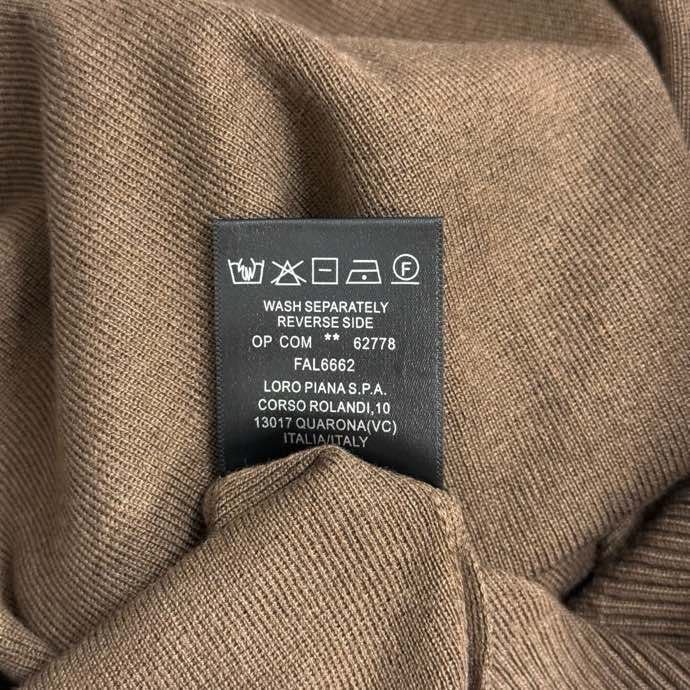 F
WASH SEPARATELY
REVERSE SIDE
OP COM ** 62778
FAL6662
LORO PIANA S.P.A.
CORSO ROLANDI,10
13017 QUARONA(VC)
ITALIA/ITALY